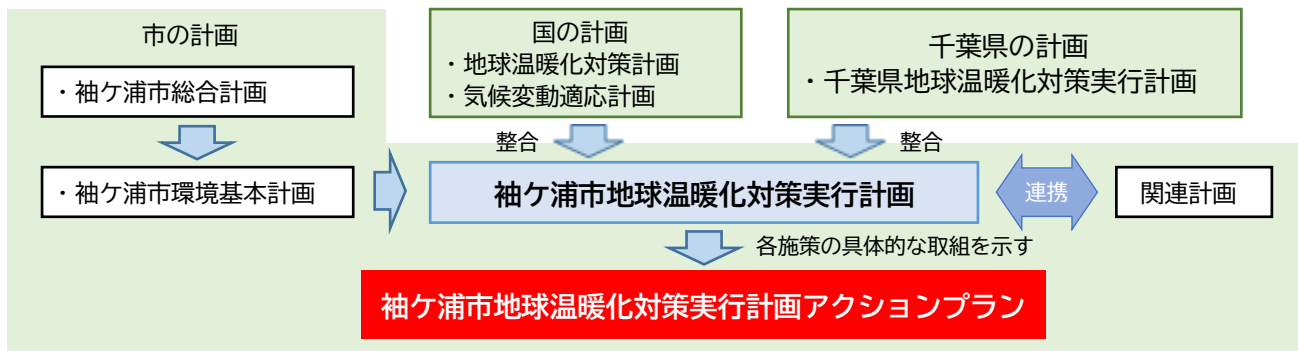 市の計画
・袖ケ浦市総合計画
・袖ケ浦市環境基本計画
国の計画
・地球温暖化対策計画
・気候変動適応計画
千葉県の計画
・千葉県地球温暖化対策実行計画
整合
整合
袖ケ浦市地球温暖化対策実行計画
連携
関連計画
各施策の具体的な取組を示す
袖ケ浦市地球温暖化対策実行計画アクションプラン